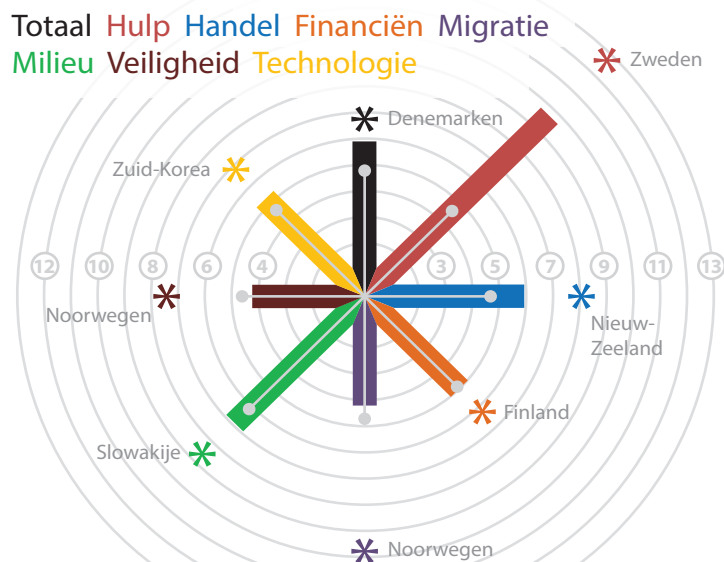 Totaal Hulp Handel Financiën Migratie
Milieu Veiligheid Technologie
Zweden
Denemarken
Zuid-Korea
12 10 8 6 4 3 5 7 9 11 13
Noorwegen
Nieuw-
Zeeland
Finland
Slowakije
Noorwegen